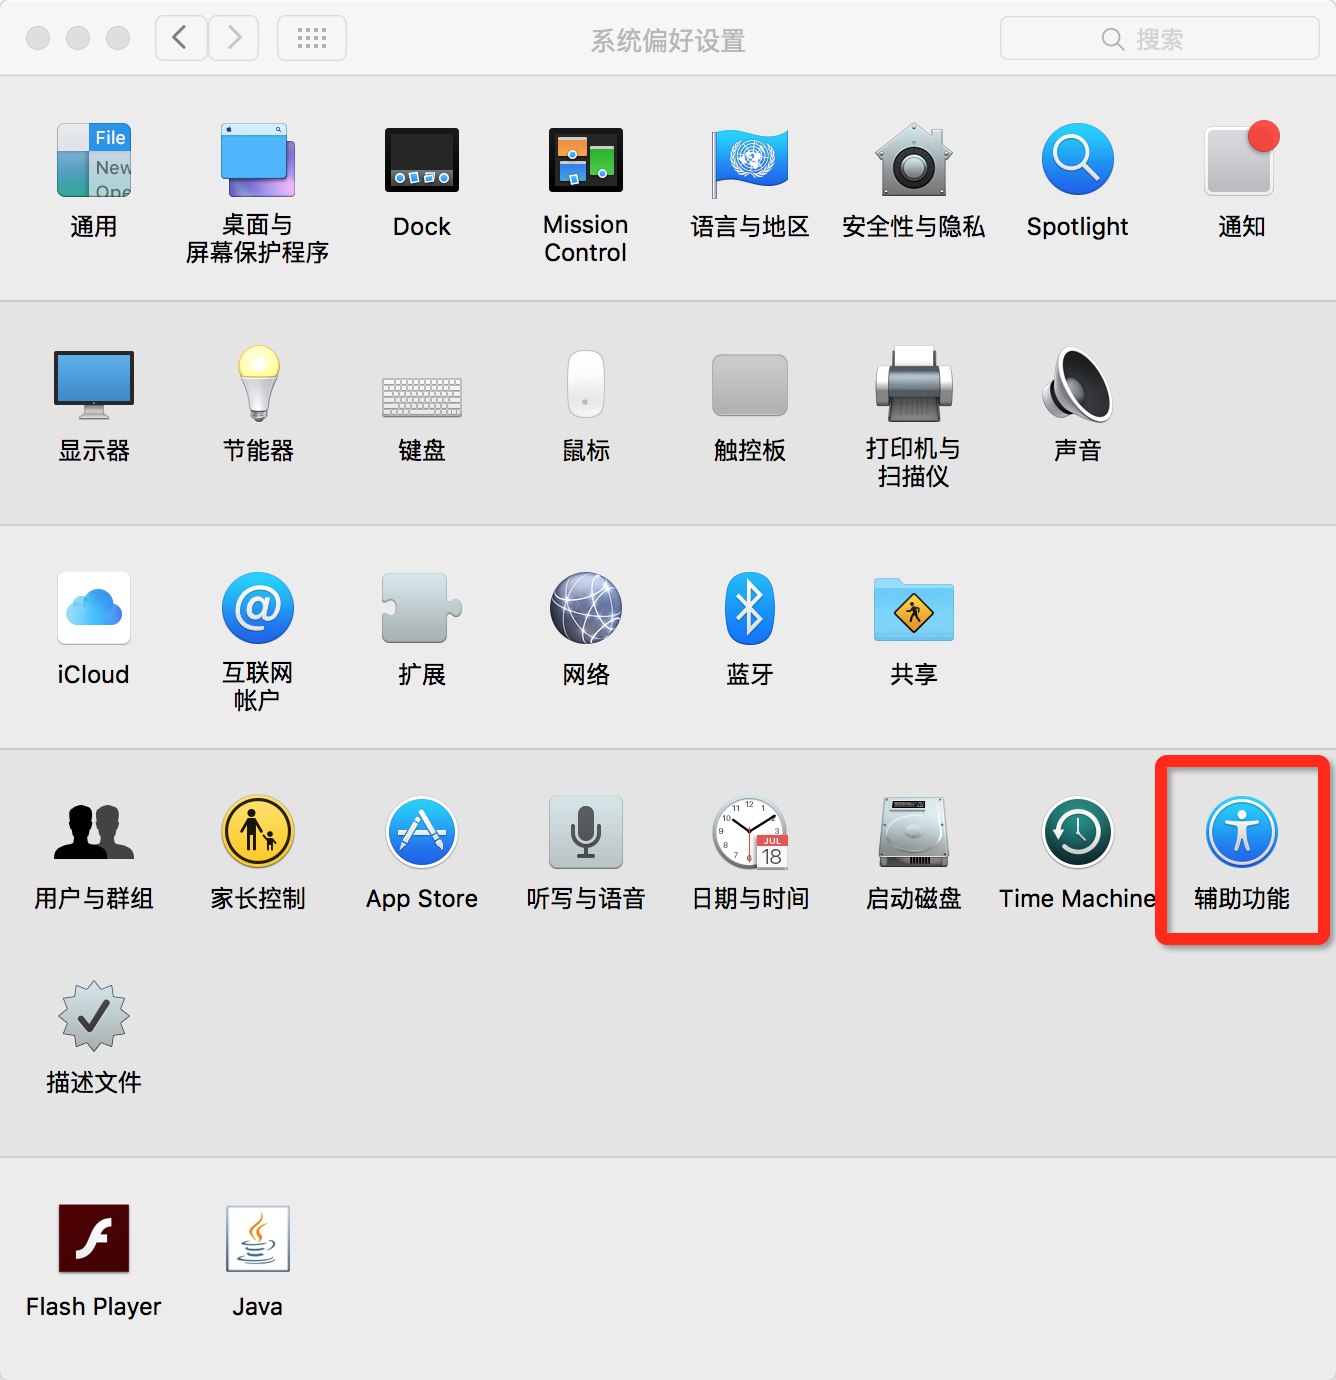 系统偏好设置
搜索
File
New
Ope
通用
桌面与
屏幕保护程序
Dock
Mission
Control
语言与地区
安全性与隐私
Spotlight
通知
显示器
节能器
键盘
鼠标
触控板
打印机与
扫描仪
声音
iCloud
@
互联网
帐户
扩展
网络
蓝牙
共享
用户与群组
家长控制
App Store
听写与语音
JUL
18
日期与时间
启动磁盘
Time Machine
辅助功能
描述文件
Flash Player
Java